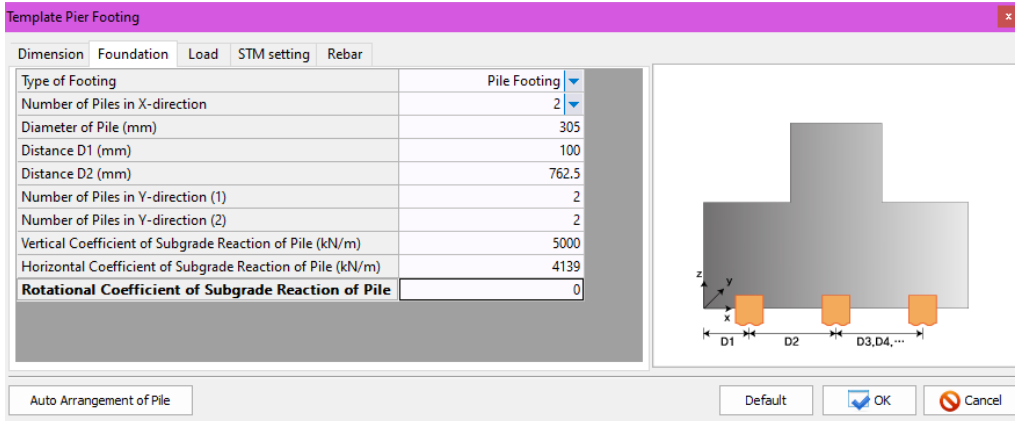 Template Pier Footing
x
Dimension Foundation Load STM setting Rebar
Type of Footing Pile Footing
Number of Piles in X-direction 2
Diameter of Pile (mm) 305
Distance D1 (mm) 100
Distance D2 (mm) 762.5
Number of Piles in Y-direction (1) 2
Number of Piles in Y-direction (2) 2
Vertical Coefficient of Subgrade Reaction of Pile (kN/m) 5000
Horizontal Coefficient of Subgrade Reaction of Pile (kN/m) 4139
Rotational Coefficient of Subgrade Reaction of Pile 0
z
y
x
D1 D2 D3,D4,...
Auto Arrangement of Pile Default OK Cancel